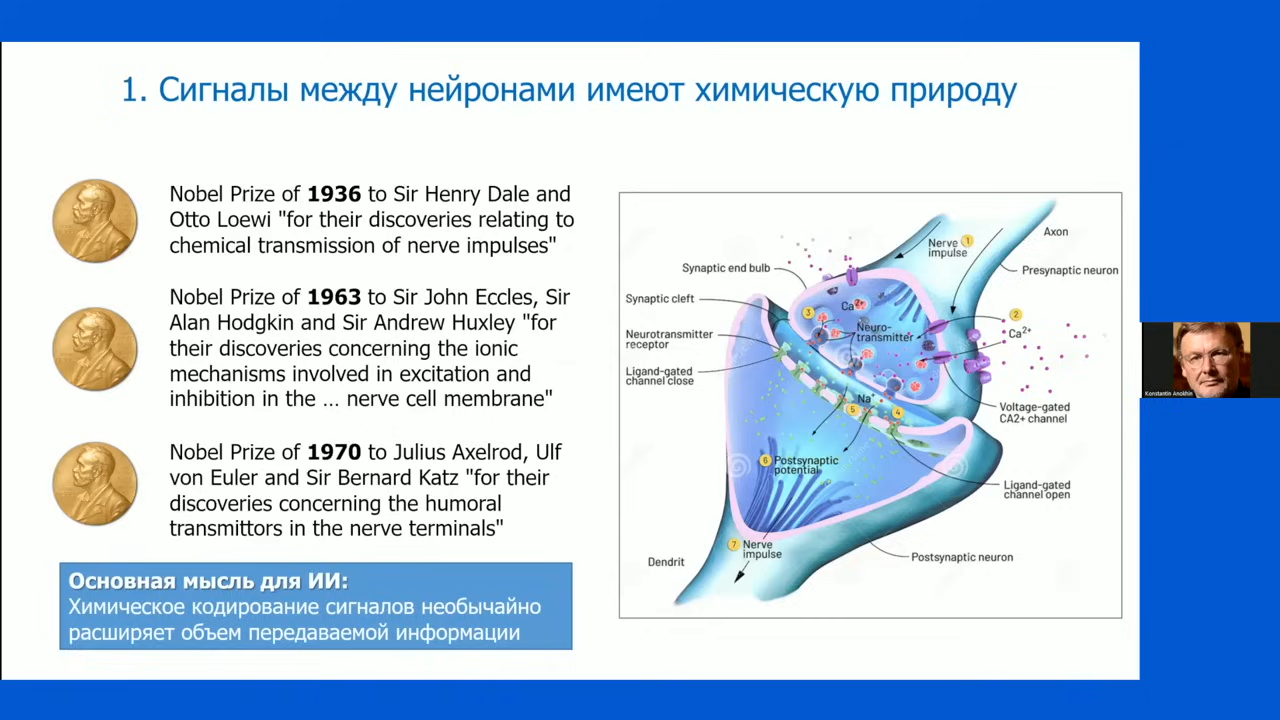 1. Сигналы между нейронами имеют химическую природу
Nobel Prize of 1936 to Sir Henry Dale and
Otto Loewi "for their discoveries relating to
chemical transmission of nerve impulses"
Nobel Prize of 1963 to Sir John Eccles, Sir
Alan Hodgkin and Sir Andrew Huxley "for
their discoveries concerning the ionic
mechanisms involved in excitation and
inhibition in the … nerve cell membrane"
Nobel Prize of 1970 to Julius Axelrod, Ulf
von Euler and Sir Bernard Katz "for their
discoveries concerning the humoral
transmittors in the nerve terminals"
Основная мысль для ИИ:
Химическое кодирование сигналов необычайно
расширяет объем передаваемой информации
Axon
Nerve
impulse
1
Presynaptic neuron
Synaptic end bulb
Synaptic cleft
Neurotransmitter
receptor
Ligand-gated
channel close
3
Ca²⁺
Neuro-
transmitter
2
Ca²⁺
Na⁺
5
4
Voltage-gated
CA2+ channel
6
Postsynaptic
potential
Ligand-gated
channel open
7
Nerve
impulse
Dendrit
Postsynaptic neuron
Konstantin Anokhin